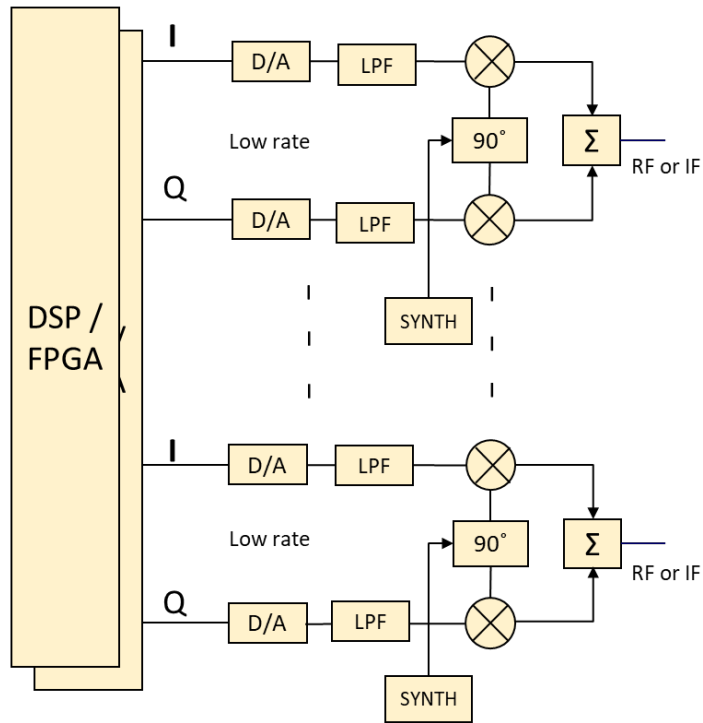 I
D/A
LPF
Low rate
90°
Σ
RF or IF
Q
D/A
LPF
DSP /
FPGA
SYNTH
I
D/A
LPF
Low rate
90°
Σ
RF or IF
Q
D/A
LPF
SYNTH